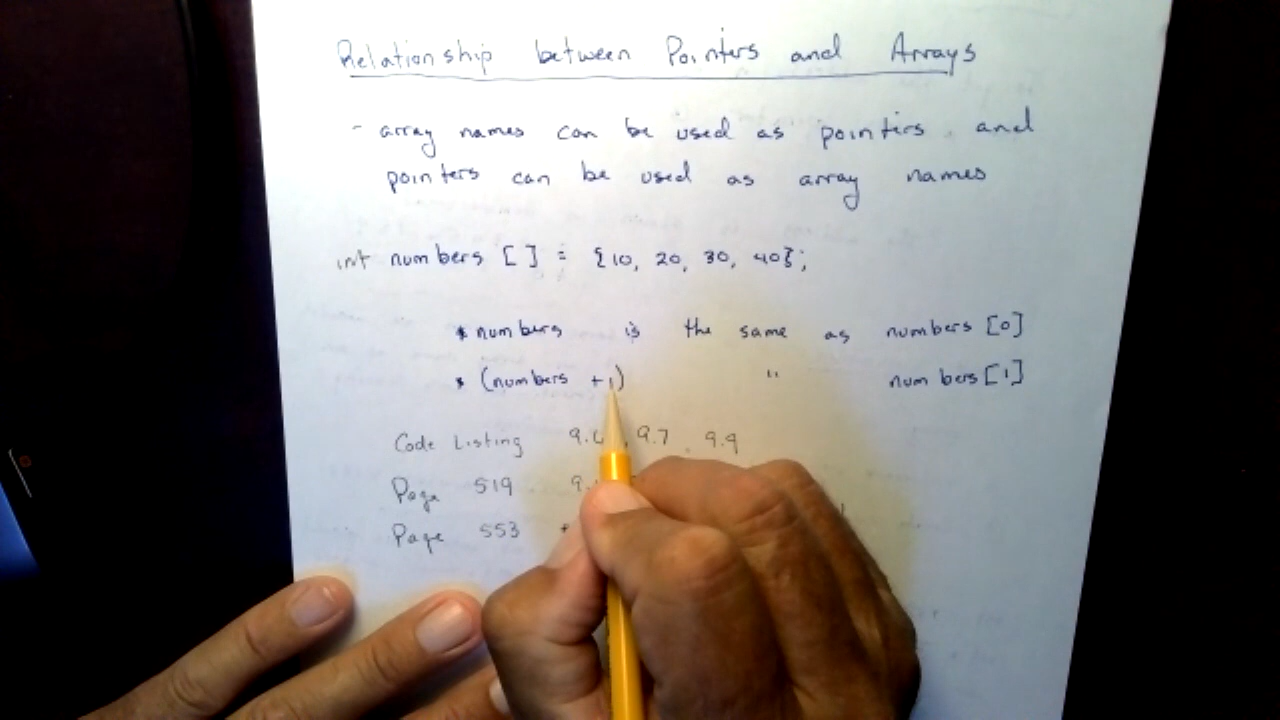 Relationship between Pointers and Arrays
- array names can be used as pointers and
pointers can be used as array names
int numbers [ ] = {10, 20, 30, 40};
* numbers is the same as numbers [0]
* (numbers +1) " numbers [1]
Code Listing 9.7, 9.9
Page 519
Page 553